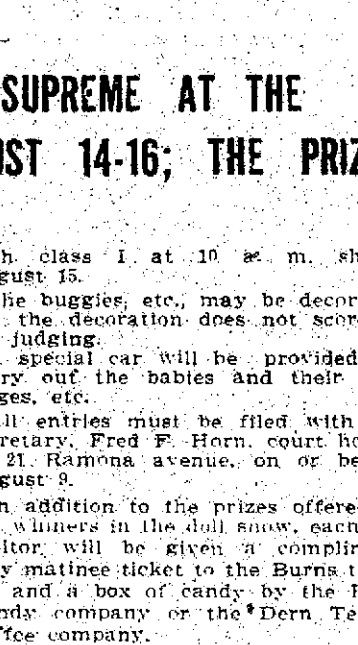 SUPREME AT THE
UST 14-16; THE PRIZ
h class I at 10 a. m. sh
gust 15.
he buggies, etc., may be decor
the decoration does not scor
judging.
special car will be provided
ry out the babies and their
ges, etc.
ll entries must be filed with
retary, Fred F. Horn, court ho
21 Ramona avenue, on or be
gust 9.
n addition to the prizes offere
winners in the doll show, each
itor will be given a complim
y matinee ticket to the Burns t
and a box of candy by the
ndy company or the Dern Te
ffee company.